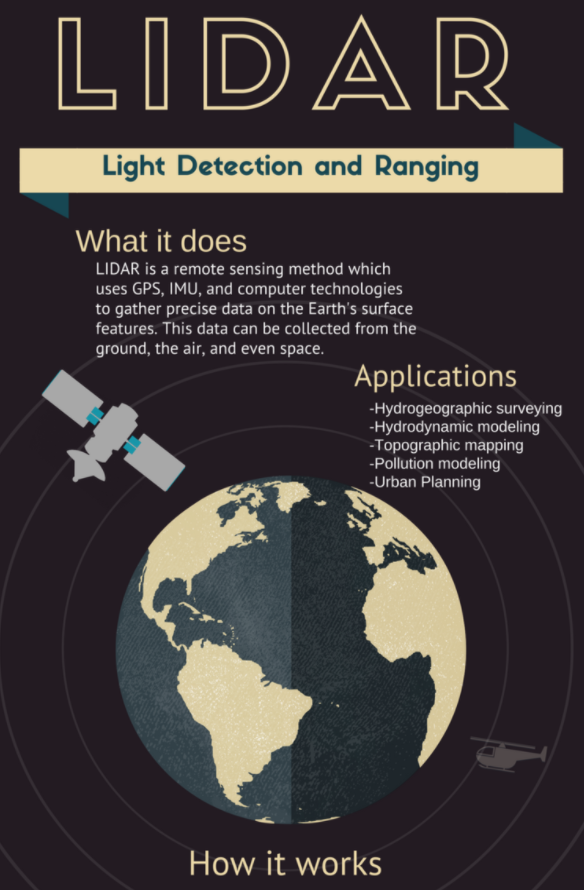 LIDAR
Light Detection and Ranging
What it does
LIDAR is a remote sensing method which
uses GPS, IMU, and computer technologies
to gather precise data on the Earth's surface
features. This data can be collected from the
ground, the air, and even space.
Applications
-Hydrogeographic surveying
-Hydrodynamic modeling
-Topographic mapping
-Pollution modeling
-Urban Planning
How it works